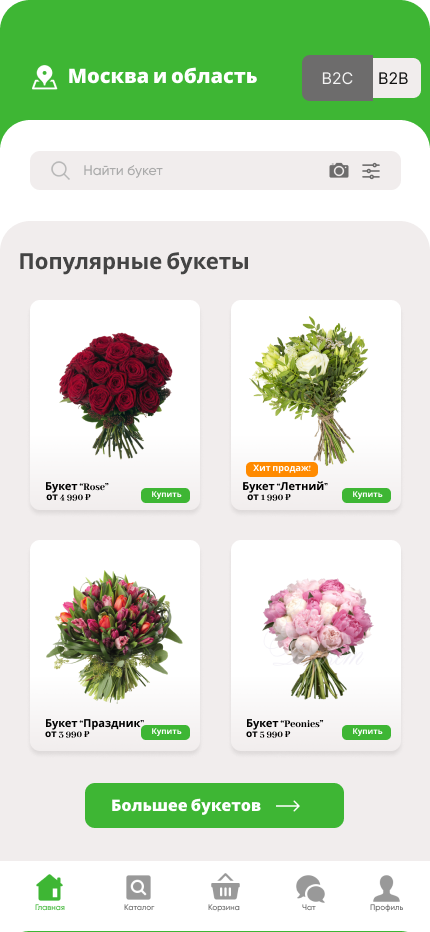 Москва и область
B2C B2B
Найти букет
Популярные букеты
Букет “Rose”
от 4 990 ₽
Купить
Хит продаж!
Букет “Летний”
от 1 990 ₽
Купить
Букет “Праздник”
от 3 990 ₽
Купить
Букет “Peonies”
от 5 990 ₽
Купить
Большее букетов
Главная Каталог Корзина Чат Профиль